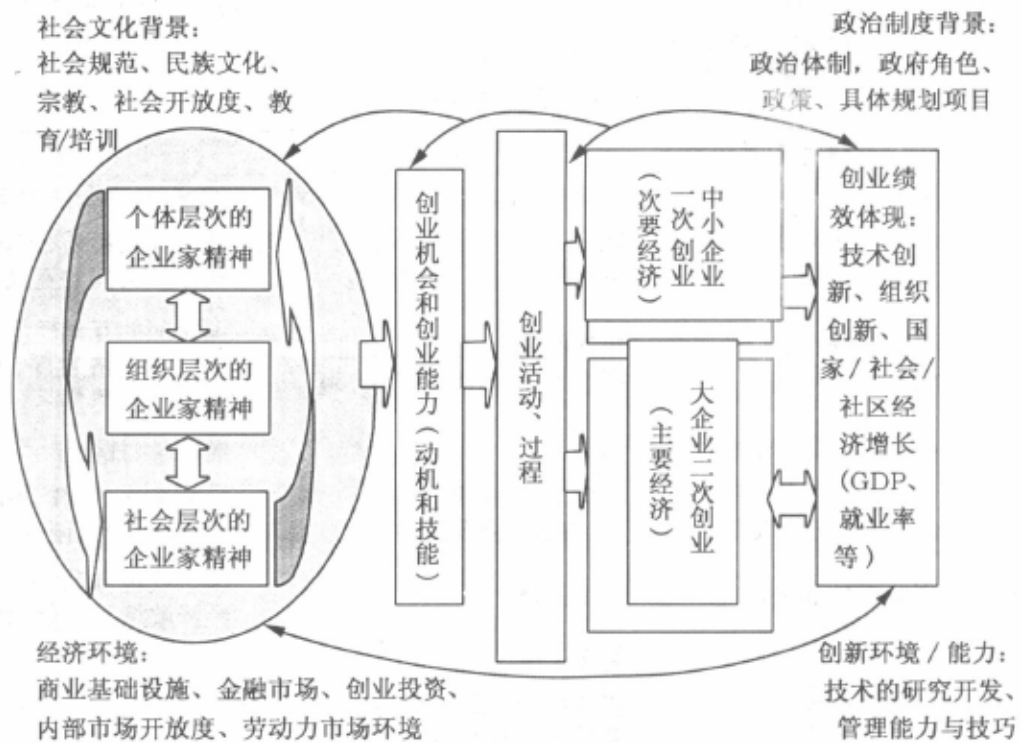 社会文化背景：
社会规范、民族文化、
宗教、社会开放度、教
育/培训
政治制度背景：
政治体制，政府角色、
政策、具体规划项目
个体层次的
企业家精神
组织层次的
企业家精神
社会层次的
企业家精神
创业机会和创业能力（动机和技能）
创业活动、过程
中小企业
一次创业
（次要经济）
大企业二次创业
（主要经济）
创业绩
效体现：
技术创
新、组织
创新、国
家/社会/
社区经
济增长
(GDP、
就业率
等）
经济环境：
商业基础设施、金融市场、创业投资、
内部市场开放度、劳动力市场环境
创新环境/能力：
技术的研究开发、
管理能力与技巧